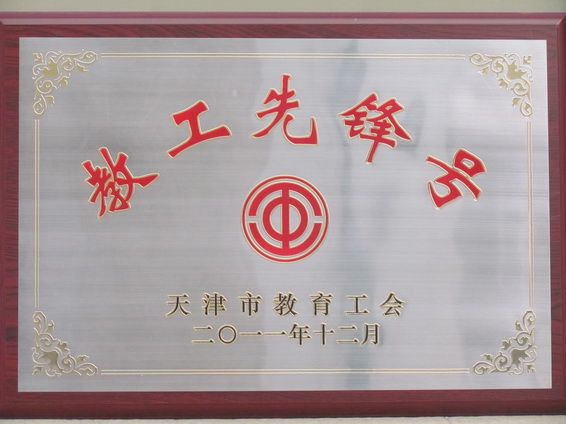 教工先锋号
天津市教育工会
二〇一一年十二月